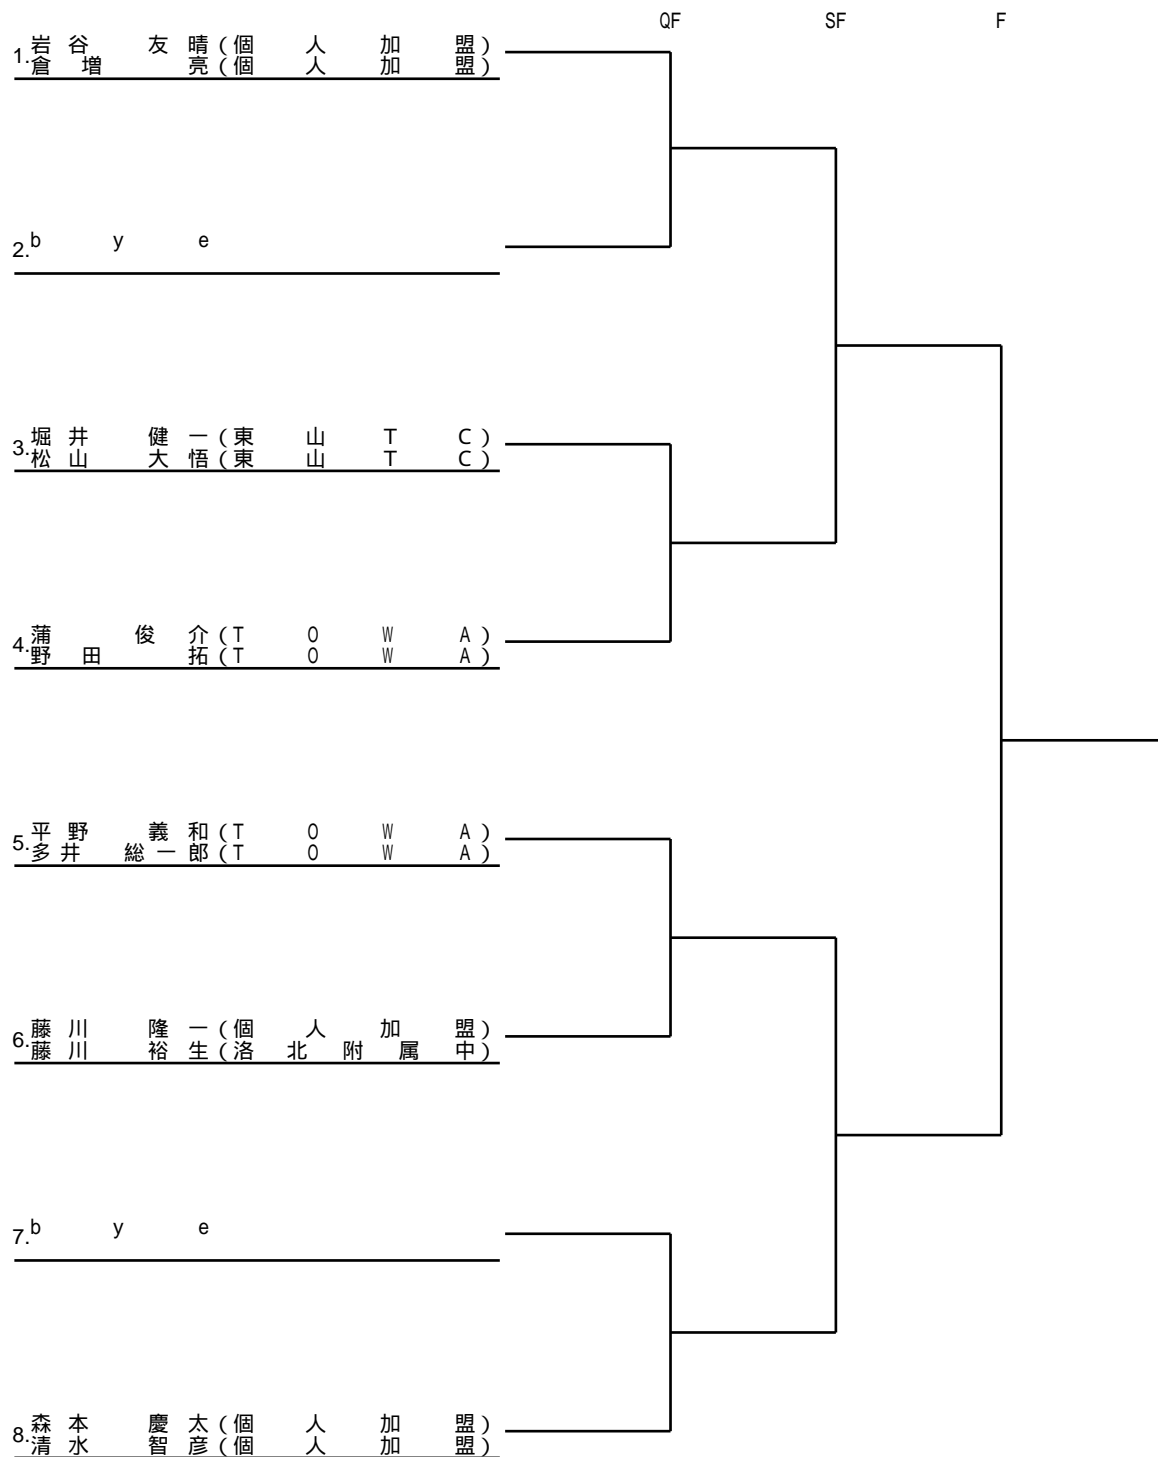 QF SF F
1. 岩谷 友晴(個人加盟)
倉増 亮(個人加盟)
2. bye
3. 堀井 健一(東山TC)
松山 大悟(東山TC)
4. 蒲 俊介(TOWA)
野田 拓(TOWA)
5. 平野 義和(TOWA)
多井 総一郎(TOWA)
6. 藤川 隆一(個人加盟)
藤川 裕生(洛北附属中)
7. bye
8. 森本 慶太(個人加盟)
清水 智彦(個人加盟)